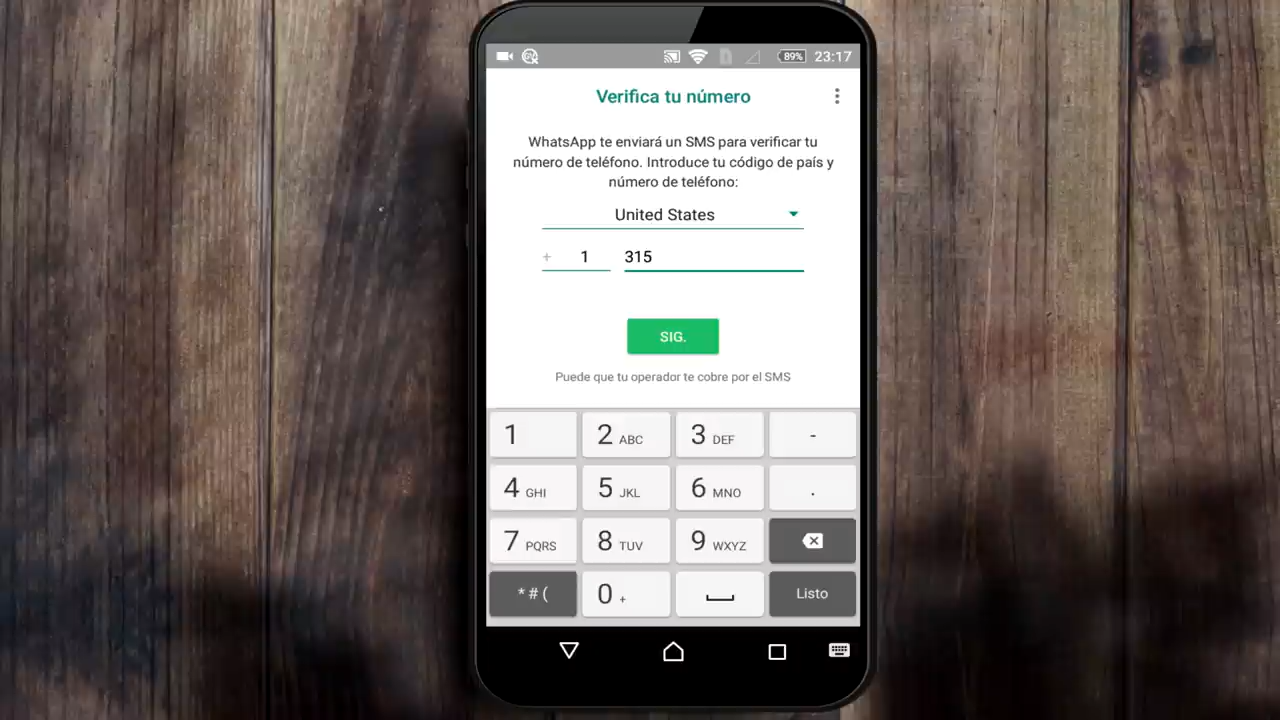 89% 23:17
Verifica tu número
WhatsApp te enviará un SMS para verificar tu
número de teléfono. Introduce tu código de país y
número de teléfono:
United States
+ 1 315
SIG.
Puede que tu operador te cobre por el SMS
1 2 ABC 3 DEF -
4 GHI 5 JKL 6 MNO .
7 PQRS 8 TUV 9 WXYZ
* # ( 0 + Listo